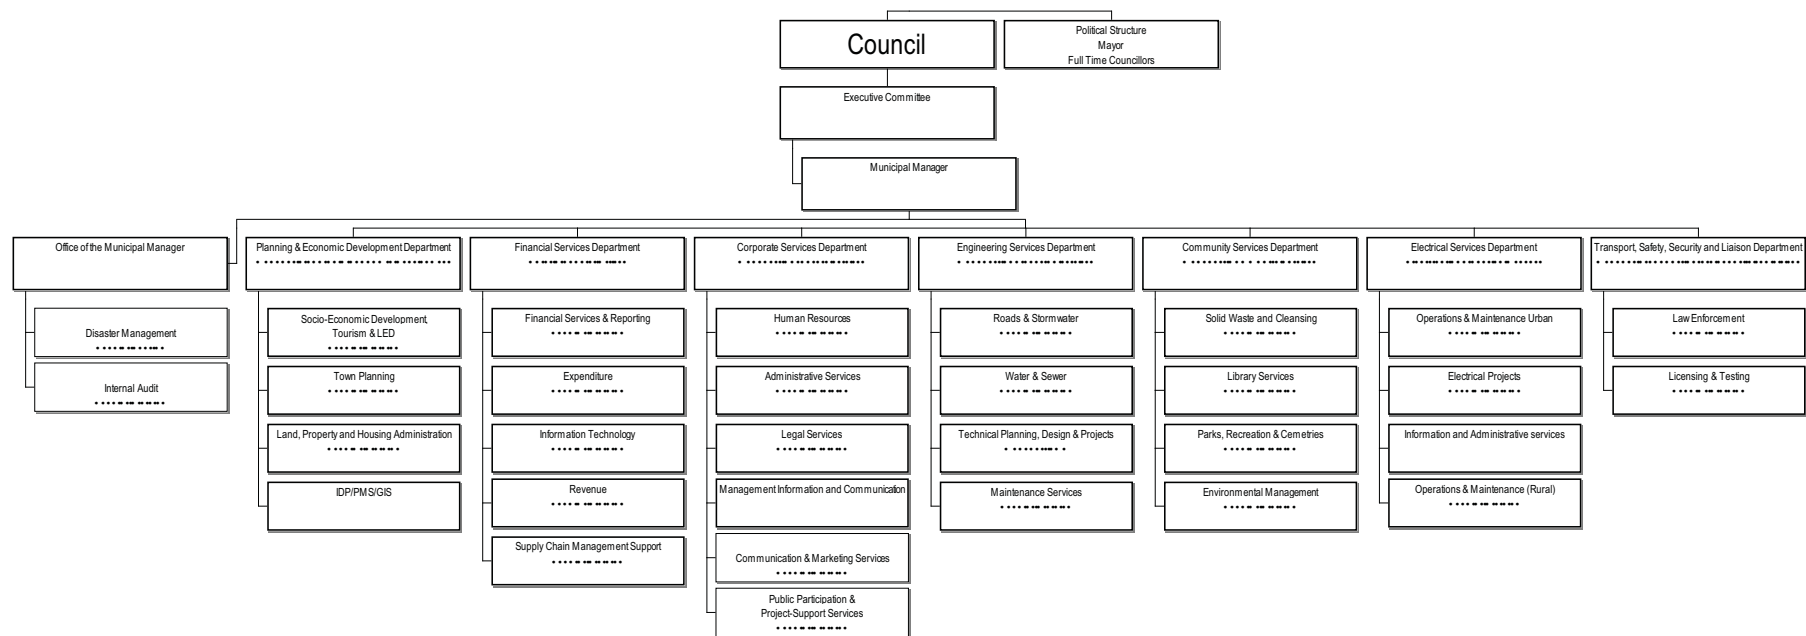 Council
Political Structure
Mayor
Full Time Councillors
Executive Committee
Municipal Manager
Office of the Municipal Manager
Disaster Management
Internal Audit
Planning & Economic Development Department
Socio-Economic Development,
Tourism & LED
Town Planning
Land, Property and Housing Administration
IDP/PMS/GIS
Financial Services Department
Financial Services & Reporting
Expenditure
Information Technology
Revenue
Supply Chain Management Support
Corporate Services Department
Human Resources
Administrative Services
Legal Services
Management Information and Communication
Communication & Marketing Services
Public Participation &
Project-Support Services
Engineering Services Department
Roads & Stormwater
Water & Sewer
Technical Planning, Design & Projects
Maintenance Services
Community Services Department
Solid Waste and Cleansing
Library Services
Parks, Recreation & Cemetries
Environmental Management
Electrical Services Department
Operations & Maintenance Urban
Electrical Projects
Information and Administrative services
Operations & Maintenance (Rural)
Transport, Safety, Security and Liaison Department
Law Enforcement
Licensing & Testing